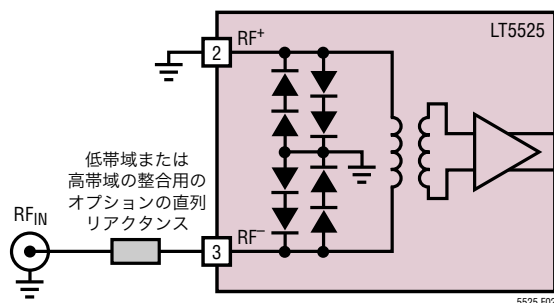 LT5525
2
RF+
低帯域または
高帯域の整合用の
オプションの直列
リアクタンス
RFIN
3
RF−
5525 F02